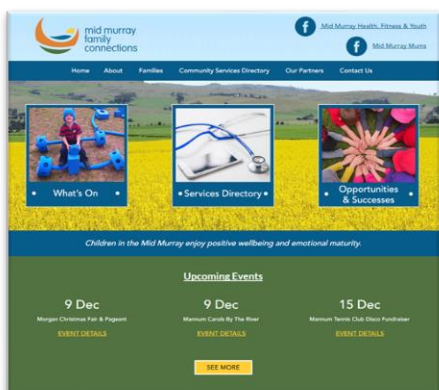 mid murray
family
connections
Mid Murray Health, Fitness & Youth
Mid Murray Mums
Home About Families Community Services Directory Our Partners Contact Us
What's On
Services Directory
Opportunities
& Successes
Children in the Mid Murray enjoy positive wellbeing and emotional maturity.
Upcoming Events
9 Dec
Morgan Christmas Fair & Pageant
EVENT DETAILS
9 Dec
Mannum Carols By The River
EVENT DETAILS
15 Dec
Mannum Tennis Club Disco Fundraiser
EVENT DETAILS
SEE MORE